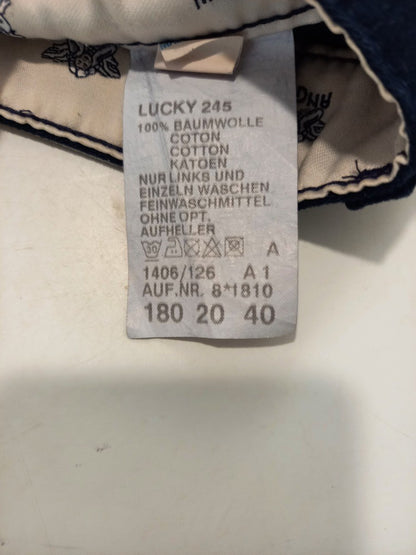 LUCKY 245
100% BAUMWOLLE
COTON
COTTON
KATOEN
NUR LINKS UND
EINZELN WASCHEN
FEINWASCHMITTEL
OHNE OPT.
AUFHELLER
30 A
1406/126 A 1
AUF.NR. 8*1810
180 20 40